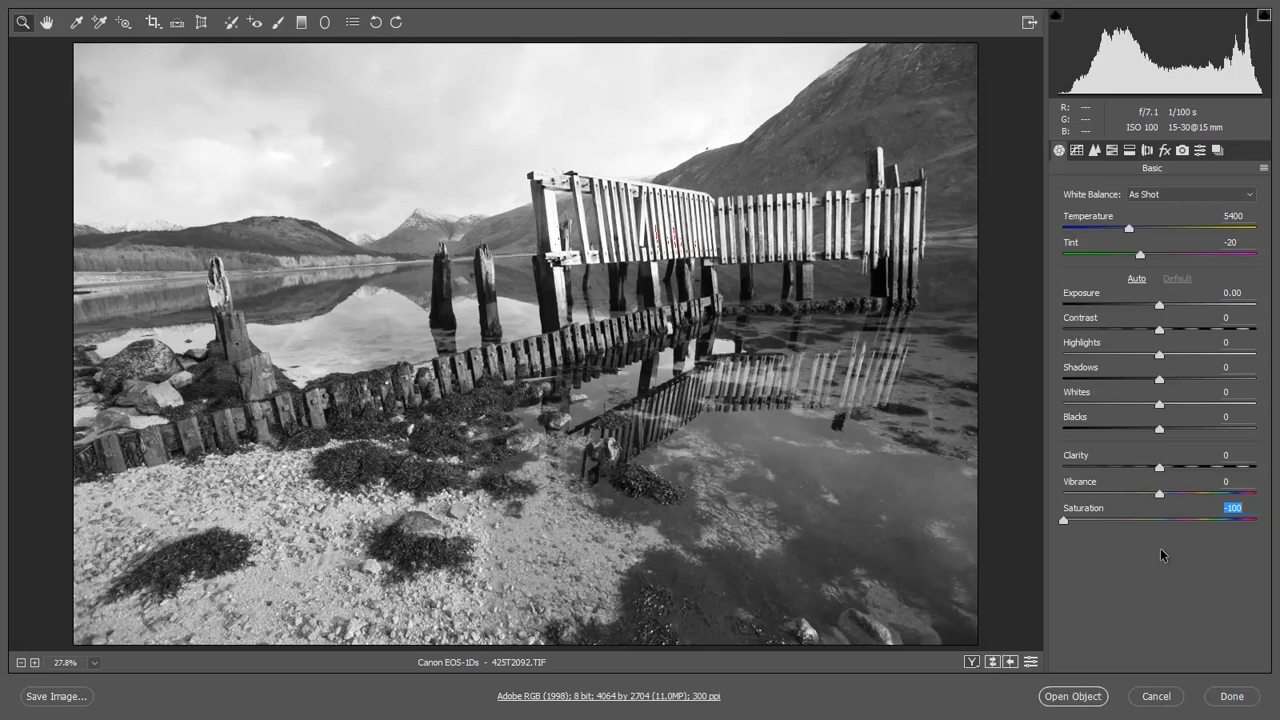 R: ---
G: ---
B: ---
f/7.1 1/100 s
ISO 100 15-30@15 mm
Basic
White Balance: As Shot
Temperature 5400
Tint -20
Auto Default
Exposure 0.00
Contrast 0
Highlights 0
Shadows 0
Whites 0
Blacks 0
Clarity 0
Vibrance 0
Saturation -100
27.8% Canon EOS-1Ds - 425T2092.TIF Y
Save Image... Adobe RGB (1998); 8 bit; 4064 by 2704 (11.0MP); 300 ppi Open Object Cancel Done